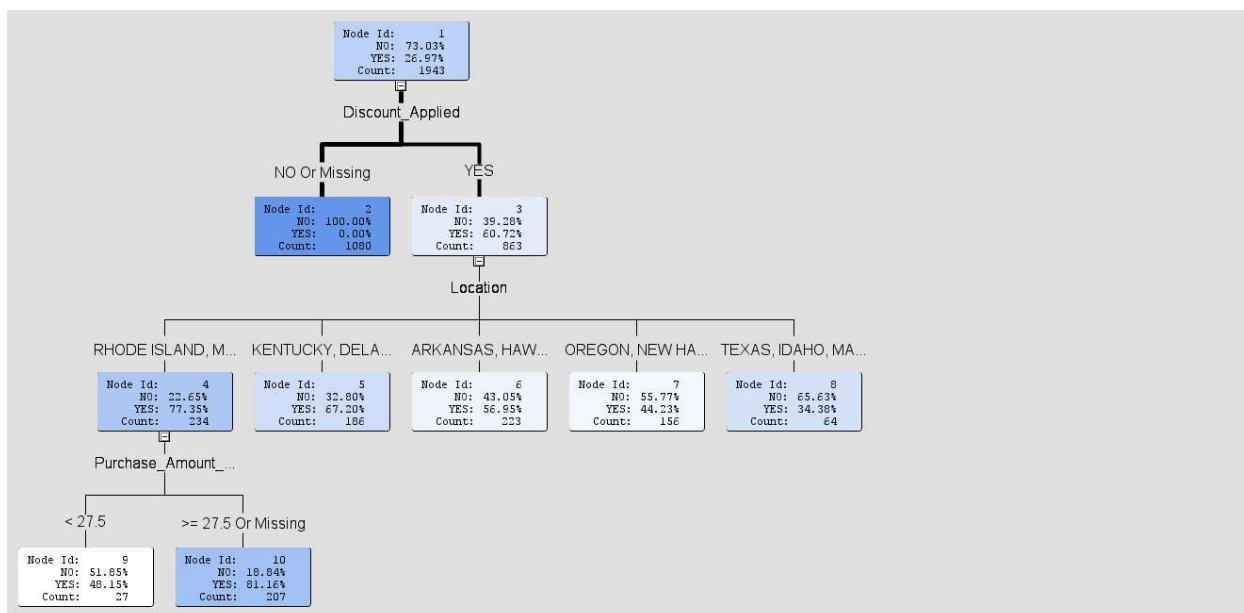 Node Id: 1
NO: 73.03%
YES: 26.97%
Count: 1943
Discount_Applied
NO Or Missing
YES
Node Id: 2
NO: 100.00%
YES: 0.00%
Count: 1080
Node Id: 3
NO: 39.28%
YES: 60.72%
Count: 863
Location
RHODE ISLAND, M...
KENTUCKY, DELA...
ARKANSAS, HAW...
OREGON, NEW HA...
TEXAS, IDAHO, MA...
Node Id: 4
NO: 22.65%
YES: 77.35%
Count: 234
Node Id: 5
NO: 32.80%
YES: 67.20%
Count: 186
Node Id: 6
NO: 43.05%
YES: 56.95%
Count: 223
Node Id: 7
NO: 55.77%
YES: 44.23%
Count: 156
Node Id: 8
NO: 65.63%
YES: 34.38%
Count: 64
Purchase_Amount_...
< 27.5
>= 27.5 Or Missing
Node Id: 9
NO: 51.85%
YES: 48.15%
Count: 27
Node Id: 10
NO: 18.84%
YES: 81.16%
Count: 207